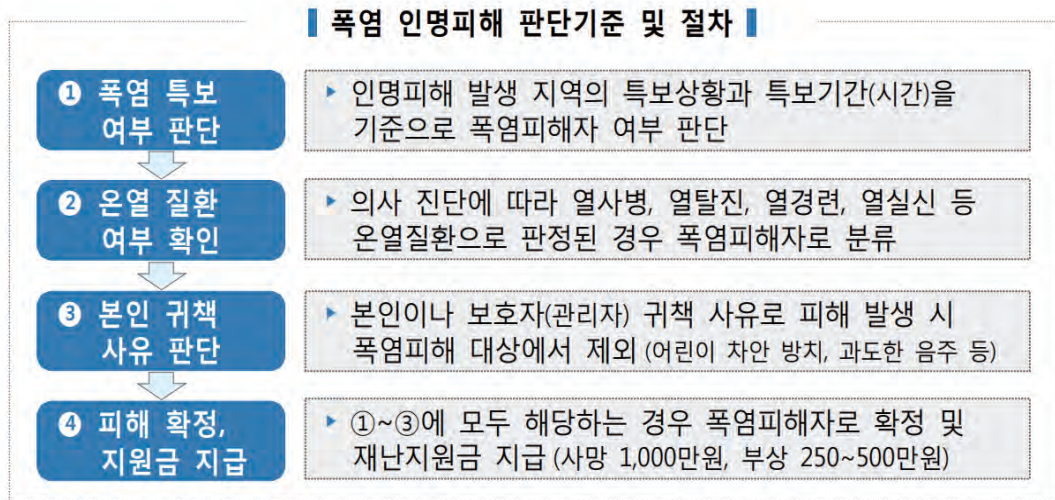 폭염 인명피해 판단기준 및 절차
❶ 폭염 특보
여부 판단
▸ 인명피해 발생 지역의 특보상황과 특보기간(시간)을
기준으로 폭염피해자 여부 판단
❷ 온열 질환
여부 확인
▸ 의사 진단에 따라 열사병, 열탈진, 열경련, 열실신 등
온열질환으로 판정된 경우 폭염피해자로 분류
❸ 본인 귀책
사유 판단
▸ 본인이나 보호자(관리자) 귀책 사유로 피해 발생 시
폭염피해 대상에서 제외 (어린이 차안 방치, 과도한 음주 등)
❹ 피해 확정,
지원금 지급
▸ ①~③에 모두 해당하는 경우 폭염피해자로 확정 및
재난지원금 지급 (사망 1,000만원, 부상 250~500만원)